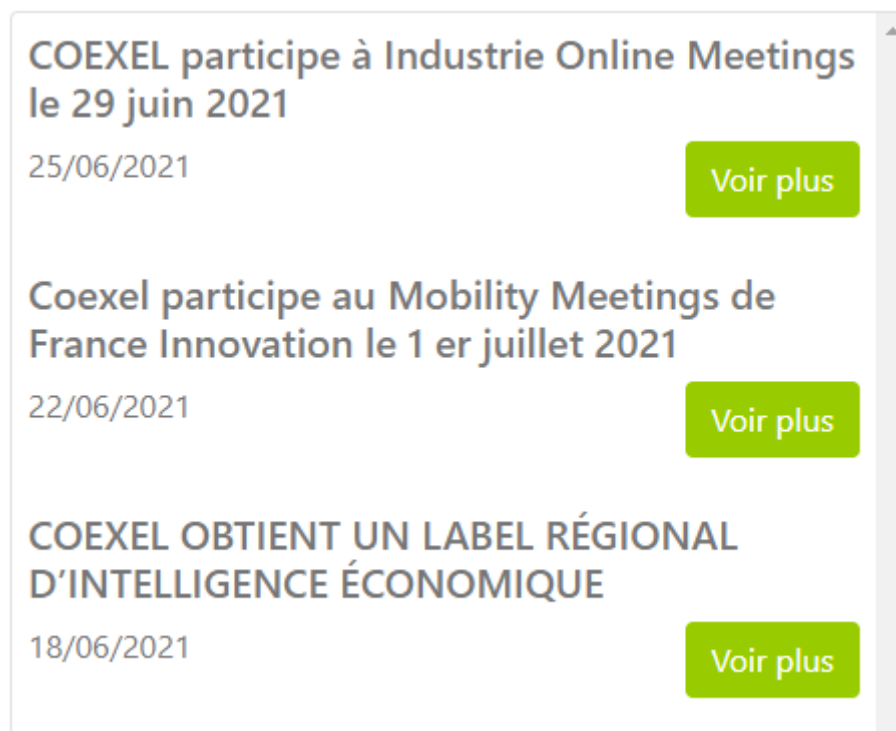 COEXEL participe à Industrie Online Meetings
le 29 juin 2021
25/06/2021
Voir plus
Coexel participe au Mobility Meetings de
France Innovation le 1 er juillet 2021
22/06/2021
Voir plus
COEXEL OBTIENT UN LABEL RÉGIONAL
D’INTELLIGENCE ÉCONOMIQUE
18/06/2021
Voir plus